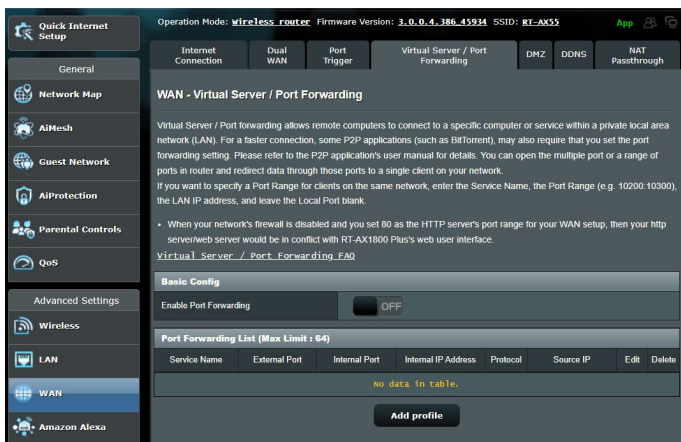 Quick Internet
Setup
General
Network Map
AiMesh
Guest Network
AiProtection
Parental Controls
QoS
Advanced Settings
Wireless
LAN
WAN
Amazon Alexa
Operation Mode: Wireless router Firmware Version: 3.0.0.4.386_45934 SSID: RT-AX55 App
Internet
Connection
Dual
WAN
Port
Trigger
Virtual Server / Port
Forwarding
DMZ
DDNS
NAT
Passthrough
WAN - Virtual Server / Port Forwarding
Virtual Server / Port forwarding allows remote computers to connect to a specific computer or service within a private local area
network (LAN). For a faster connection, some P2P applications (such as BitTorrent), may also require that you set the port
forwarding setting. Please refer to the P2P application's user manual for details. You can open the multiple port or a range of
ports in router and redirect data through those ports to a single client on your network.
If you want to specify a Port Range for clients on the same network, enter the Service Name, the Port Range (e.g. 10200:10300),
the LAN IP address, and leave the Local Port blank.
• When your network's firewall is disabled and you set 80 as the HTTP server's port range for your WAN setup, then your http
server/web server would be in conflict with RT-AX1800 Plus's web user interface.
Virtual Server / Port Forwarding FAQ
Basic Config
Enable Port Forwarding OFF
Port Forwarding List (Max Limit : 64)
Service Name External Port Internal Port Internal IP Address Protocol Source IP Edit Delete
No data in table.
Add profile